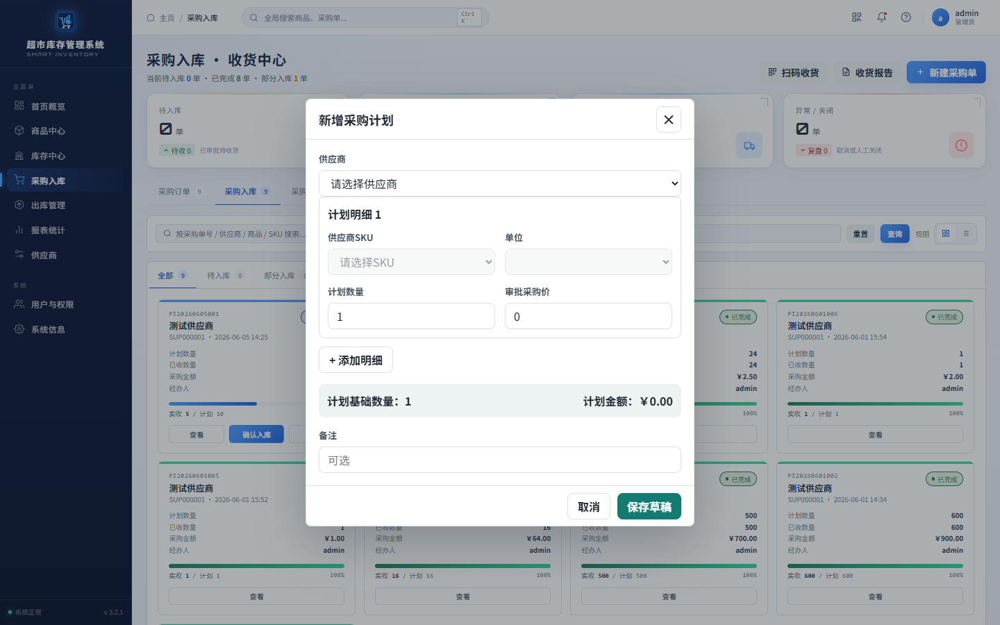 超市库存管理系统
SMART INVENTORY
主菜单
首页概览
商品中心
库存中心
采购入库
出库管理
报表统计
供应商
系统
用户与权限
系统信息
系统正常 v3.2.1
主页 / 采购入库
全局搜索商品、采购单... Ctrl K
a admin
管理员
采购入库 · 收货中心
当前待入库 0 单 · 已完成 8 单 · 部分入库 1 单
扫码收货 收货报告 + 新建采购单
待入库
0 单
待收 0 已审批待收货
异常 / 关闭
0 单
复盘 0 取消或人工关闭
采购订单 9 采购入库 9 采购
按采购单号 / 供应商 / 商品 / SKU 搜索...
重置 查询 视图
全部 9 待入库 0 部分入库
PI20260605001
测试供应商
SUP000001 · 2026-06-05 14:25
计划数量
已收数量
采购金额
经办人
实收 5 / 计划 10
查看 确认入库
已完成
24
24
￥2.50
admin
100%
PI20260601006
已完成
测试供应商
SUP000001 · 2026-06-01 15:54
计划数量 1
已收数量 1
采购金额 ￥2.00
经办人 admin
实收 1 / 计划 1 100%
查看
PI20260601005
测试供应商
SUP000001 · 2026-06-01 15:52
计划数量
已收数量 1
采购金额 ￥1.00
经办人 admin
实收 1 / 计划 1 100%
查看
已收数量 16
采购金额 ￥64.00
经办人 admin
实收 16 / 计划 16 100%
查看
已完成
500
已收数量 500
采购金额 ￥700.00
经办人 admin
实收 500 / 计划 500 100%
查看
PI20260601002
已完成
测试供应商
SUP000001 · 2026-06-01 14:34
计划数量 600
已收数量 600
采购金额 ￥900.00
经办人 admin
实收 600 / 计划 600 100%
查看
新增采购计划
供应商
请选择供应商
计划明细 1
供应商SKU 单位
请选择SKU
计划数量 审批采购价
1 0
+ 添加明细
计划基础数量：1 计划金额：￥0.00
备注
可选
取消 保存草稿